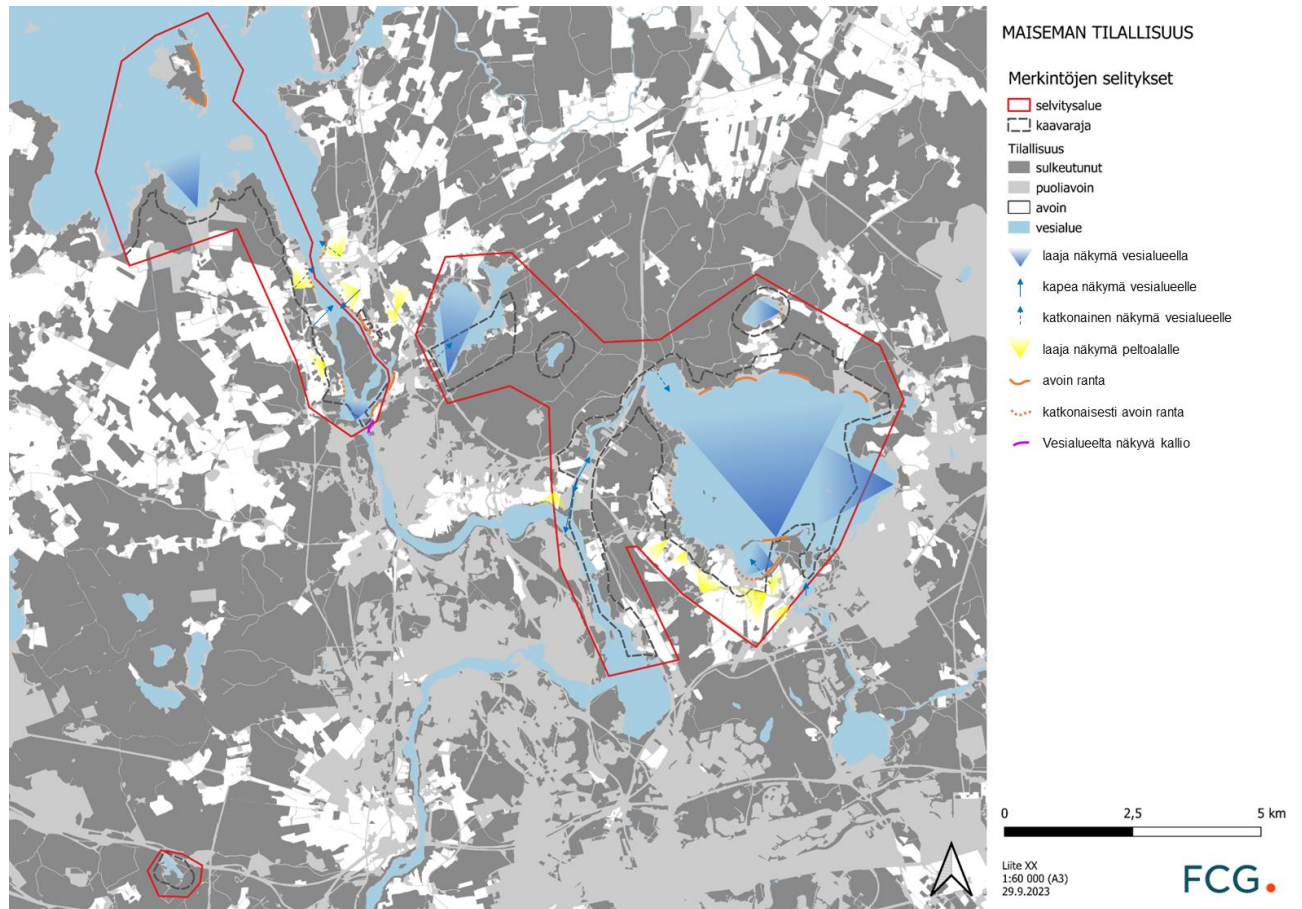 MAISEMAN TILALLISUUS
Merkintöjen selitykset
selvitysalue
kaavaraja
Tilallisuus
sulkeutunut
puoliavoin
avoin
vesialue
laaja näkymä vesialueella
kapea näkymä vesialueelle
katkonainen näkymä vesialueelle
laaja näkymä peltoalalle
avoin ranta
katkonaisesti avoin ranta
Vesialueelta näkyvä kallio
0 2,5 5 km
Liite XX
1:60 000 (A3)
29.9.2023
FCG.